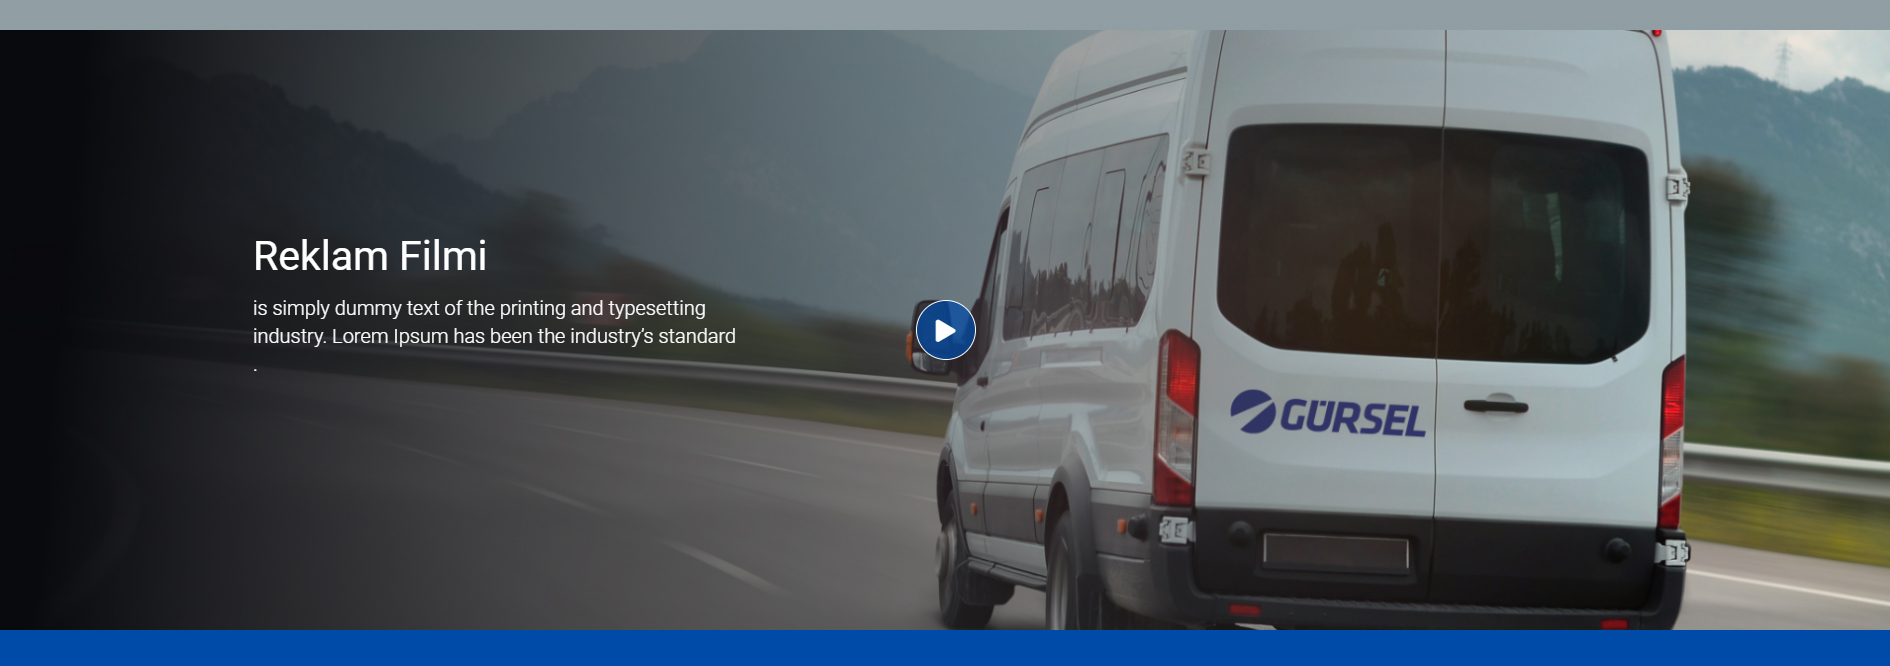 Reklam Filmi
is simply dummy text of the printing and typesetting
industry. Lorem Ipsum has been the industry’s standard
.
GÜRSEL